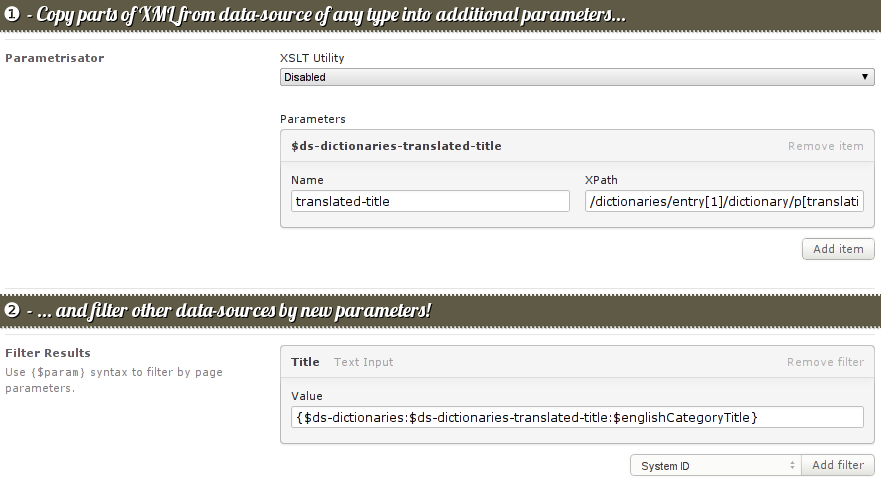 ❶ - Copy parts of XML from data-source of any type into additional parameters...
Parametrisator
XSLT Utility
Disabled
Parameters
$ds-dictionaries-translated-title
Remove item
Name
XPath
translated-title
/dictionaries/entry[1]/dictionary/p[translati
Add item
❷ - ... and filter other data-sources by new parameters!
Filter Results
Use {$param} syntax to filter by page
parameters.
Title Text Input
Remove filter
Value
{$ds-dictionaries:$ds-dictionaries-translated-title:$englishCategoryTitle}
System ID
Add filter